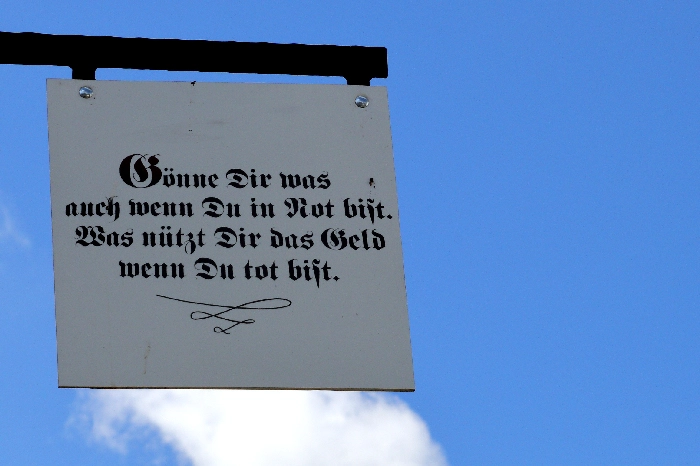 Gönne Dir was
auch wenn Du in Not bist.
Was nützt Dir das Geld
wenn Du tot bist.